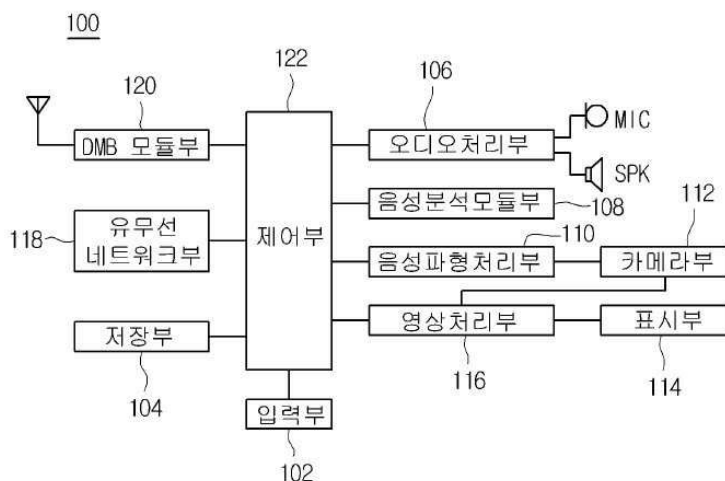 100
122
120
106
DMB 모듈부
오디오처리부
MIC
SPK
음성분석모듈부
108
112
118
유무선
네트워크부
제어부
110
음성파형처리부
카메라부
저장부
영상처리부
표시부
104
116
114
입력부
102